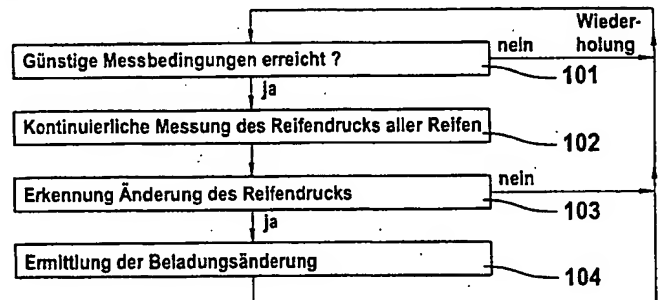 Wieder-
holung
nein
Günstige Messbedingungen erreicht ?
101
ja
Kontinuierliche Messung des Reifendrucks aller Reifen
102
nein
Erkennung Änderung des Reifendrucks
103
ja
Ermittlung der Beladungsänderung
104